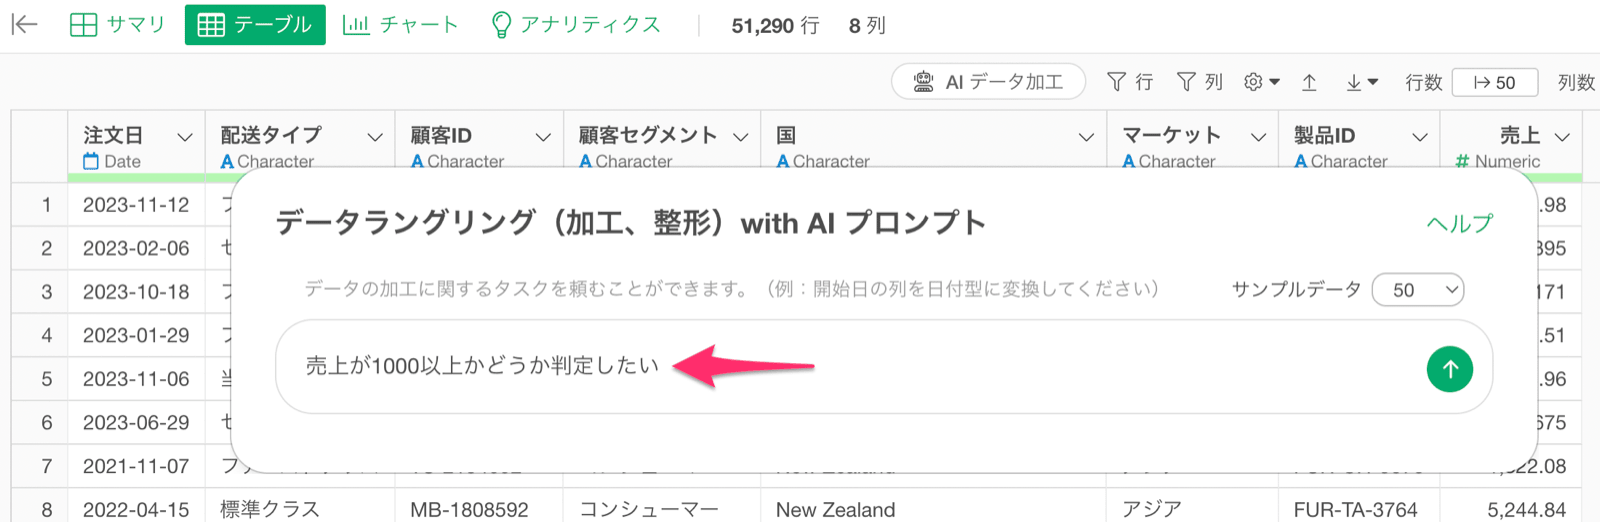 サマリ テーブル チャート アナリティクス 51,290 行 8 列
AI データ加工 行 列 行数 50 列数
注文日 配送タイプ 顧客ID 顧客セグメント 国 マーケット 製品ID 売上
Date A Character A Character A Character A Character A Character A Character # Numeric
1 2023-11-12 .98
データラングリング（加工、整形）with AI プロンプト ヘルプ
2 2023-02-06 395
データの加工に関するタスクを頼むことができます。（例：開始日の列を日付型に変換してください） サンプルデータ 50
3 2023-10-18 171
4 2023-01-29 .51
売上が1000以上かどうか判定したい
5 2023-11-06 .96
6 2023-06-29 675
7 2021-11-07 22.08
8 2022-04-15 標準クラス MB-1808592 コンシューマー New Zealand アジア FUR-TA-3764 5,244.84